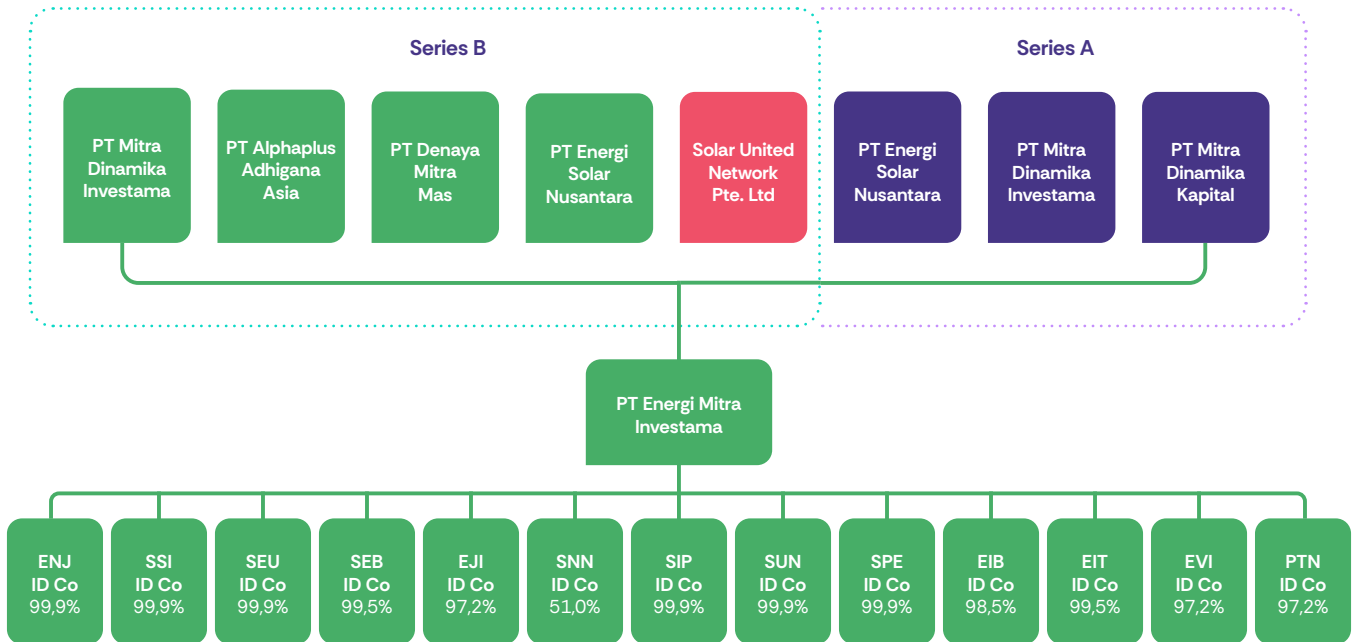 Series B
Series A
PT Mitra
Dinamika
Investama
PT Alphaplus
Adhigana
Asia
PT Denaya
Mitra
Mas
PT Energi
Solar
Nusantara
Solar United
Network
Pte. Ltd
PT Energi
Solar
Nusantara
PT Mitra
Dinamika
Investama
PT Mitra
Dinamika
Kapital
PT Energi Mitra
Investama
ENJ
ID Co
99,9%
SSI
ID Co
99,9%
SEU
ID Co
99,9%
SEB
ID Co
99,5%
EJI
ID Co
97,2%
SNN
ID Co
51,0%
SIP
ID Co
99,9%
SUN
ID Co
99,9%
SPE
ID Co
99,9%
EIB
ID Co
98,5%
EIT
ID Co
99,5%
EVI
ID Co
97,2%
PTN
ID Co
97,2%